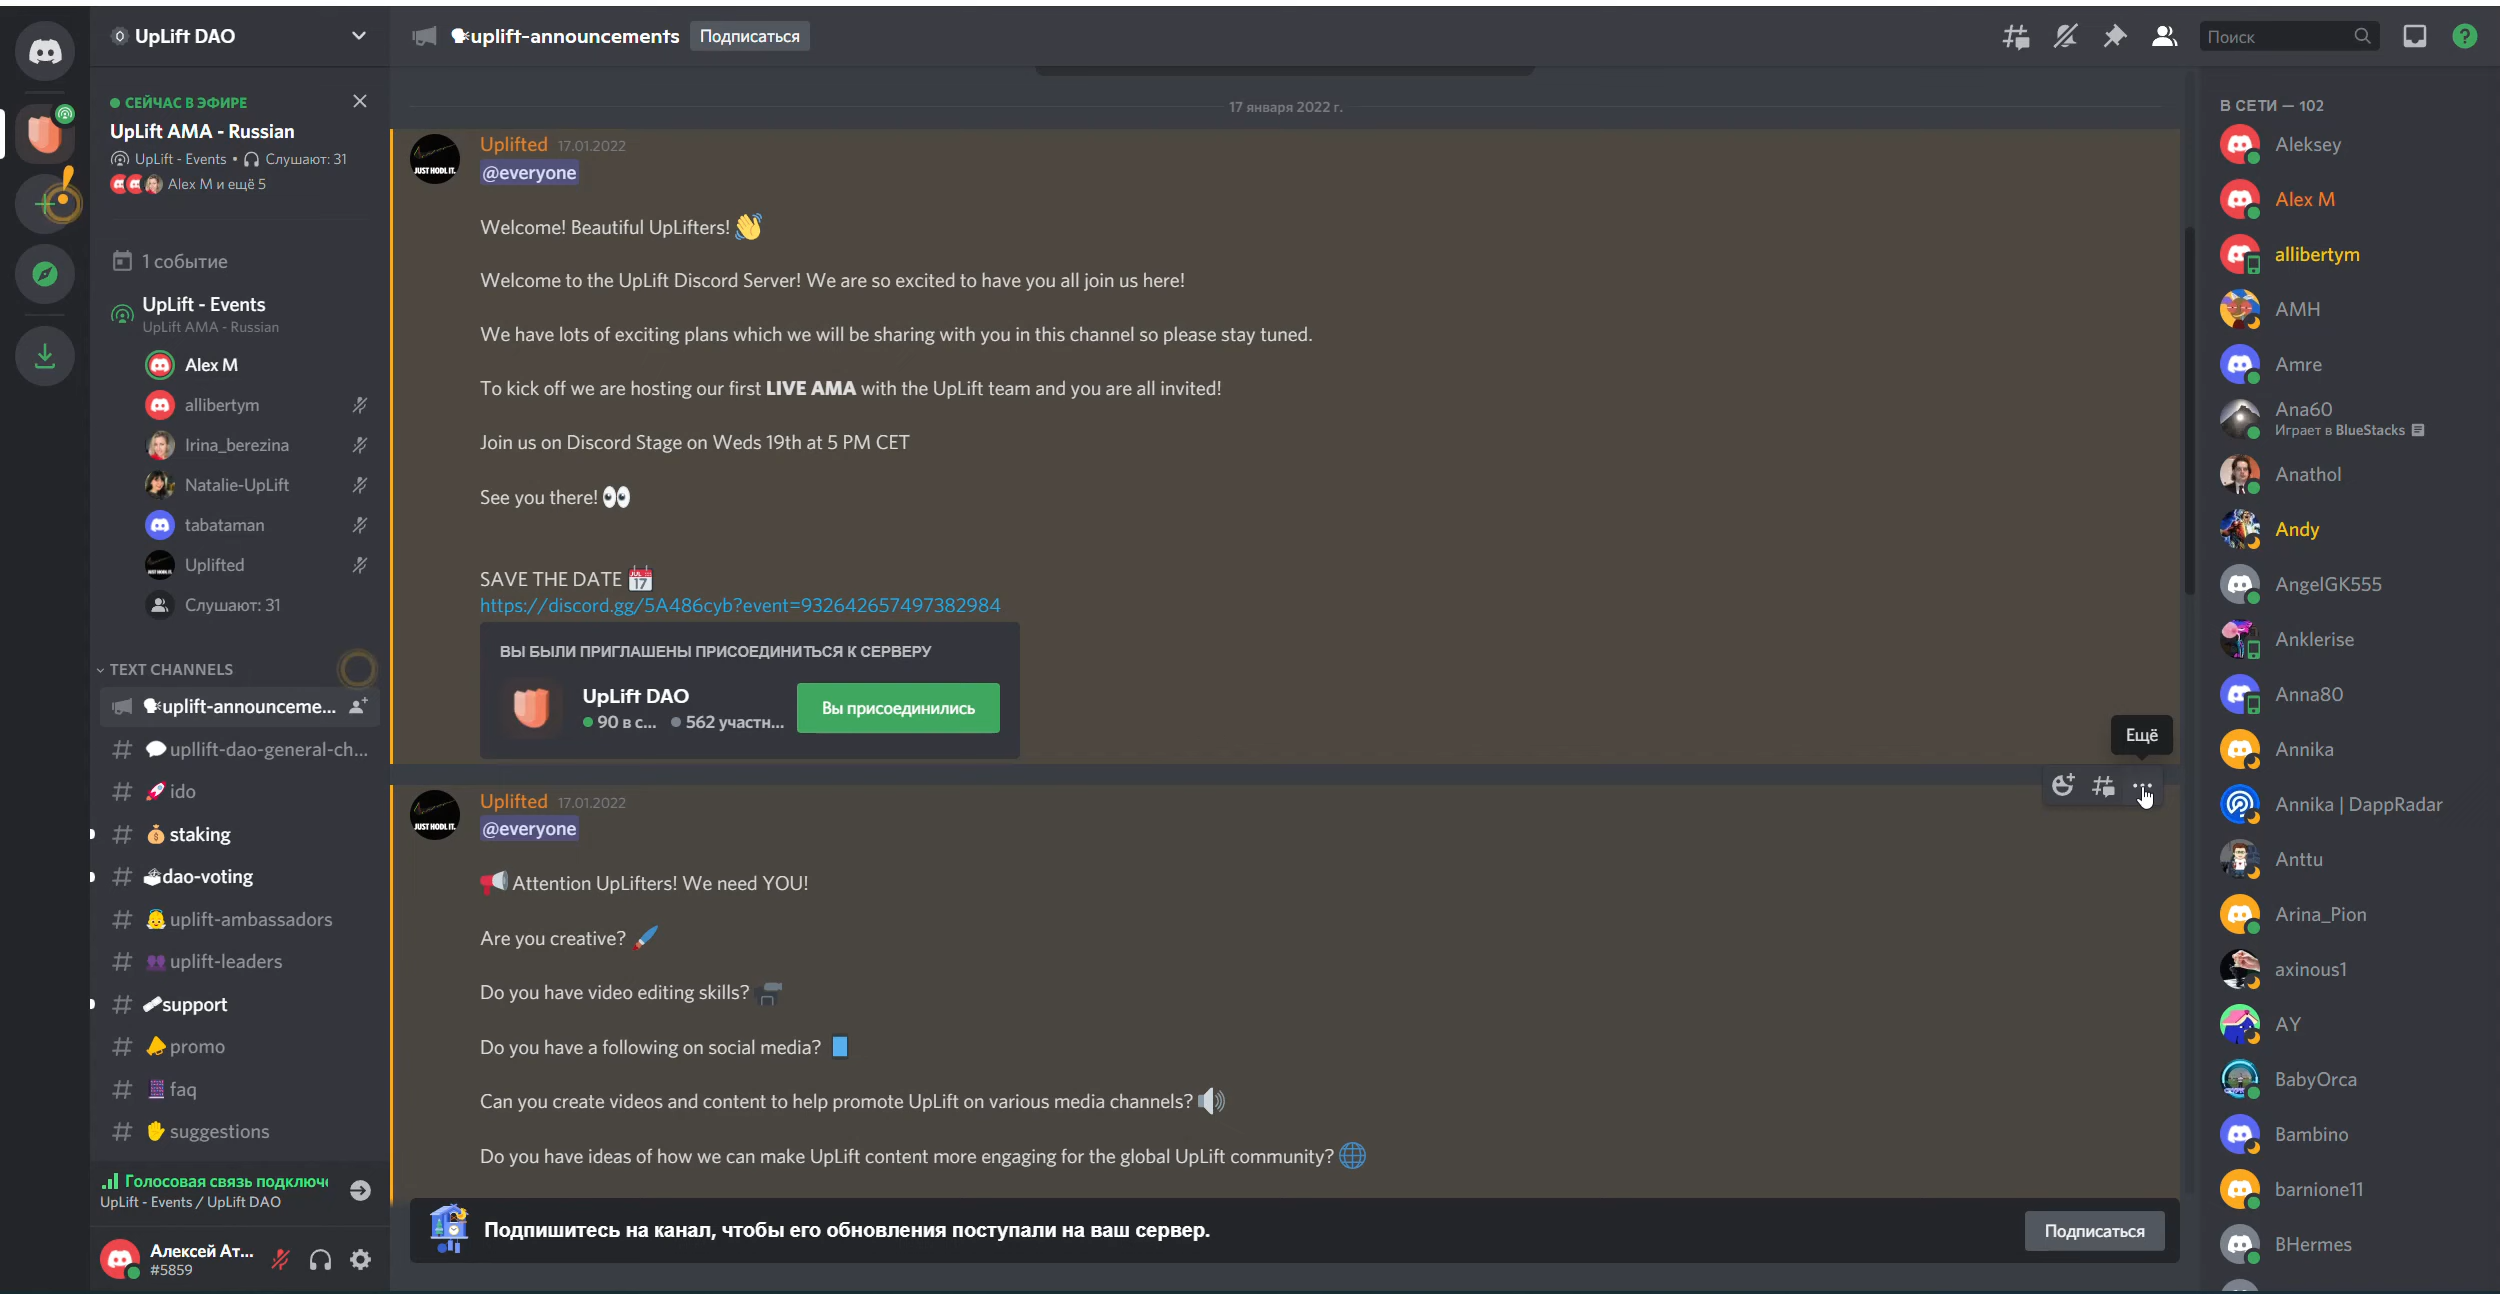 UpLift DAO
СЕЙЧАС В ЭФИРЕ
UpLift AMA - Russian
UpLift - Events • Слушают: 31
Alex M и ещё 5
1 событие
UpLift - Events
UpLift AMA - Russian
Alex M
allibertym
Irina_berezina
Natalie-UpLift
tabataman
Uplifted
Слушают: 31
TEXT CHANNELS
uplift-announceme...
upllift-dao-general-ch...
ido
staking
dao-voting
uplift-ambassadors
uplift-leaders
support
promo
faq
suggestions
Голосовая связь подключе
UpLift - Events / UpLift DAO
Алексей Ат...
#5859
uplift-announcements Подписаться
Поиск
17 января 2022 г.
Uplifted 17.01.2022
@everyone
Welcome! Beautiful UpLifters! 👋
Welcome to the UpLift Discord Server! We are so excited to have you all join us here!
We have lots of exciting plans which we will be sharing with you in this channel so please stay tuned.
To kick off we are hosting our first LIVE AMA with the UpLift team and you are all invited!
Join us on Discord Stage on Weds 19th at 5 PM CET
See you there! 👀
SAVE THE DATE 📅
https://discord.gg/5A486cyb?event=932642657497382984
ВЫ БЫЛИ ПРИГЛАШЕНЫ ПРИСОЕДИНИТЬСЯ К СЕРВЕРУ
UpLift DAO
90 в с... 562 участн...
Вы присоединились
Ещё
JUST HODL IT.
Uplifted 17.01.2022
@everyone
JUST HODL IT.
📢 Attention UpLifters! We need YOU!
Are you creative? 🖌
Do you have video editing skills?
Do you have a following on social media?
Can you create videos and content to help promote UpLift on various media channels? 🔊
Do you have ideas of how we can make UpLift content more engaging for the global UpLift community? 🌐
Подпишитесь на канал, чтобы его обновления поступали на ваш сервер.
Подписаться
В СЕТИ — 102
Aleksey
Alex M
allibertym
AMH
Amre
Ana60
Играет в BlueStacks
Anathol
Andy
AngelGK555
Anklerise
Anna80
Annika
Annika | DappRadar
Anttu
Arina_Pion
axinous1
AY
BabyOrca
Bambino
barnione11
BHermes